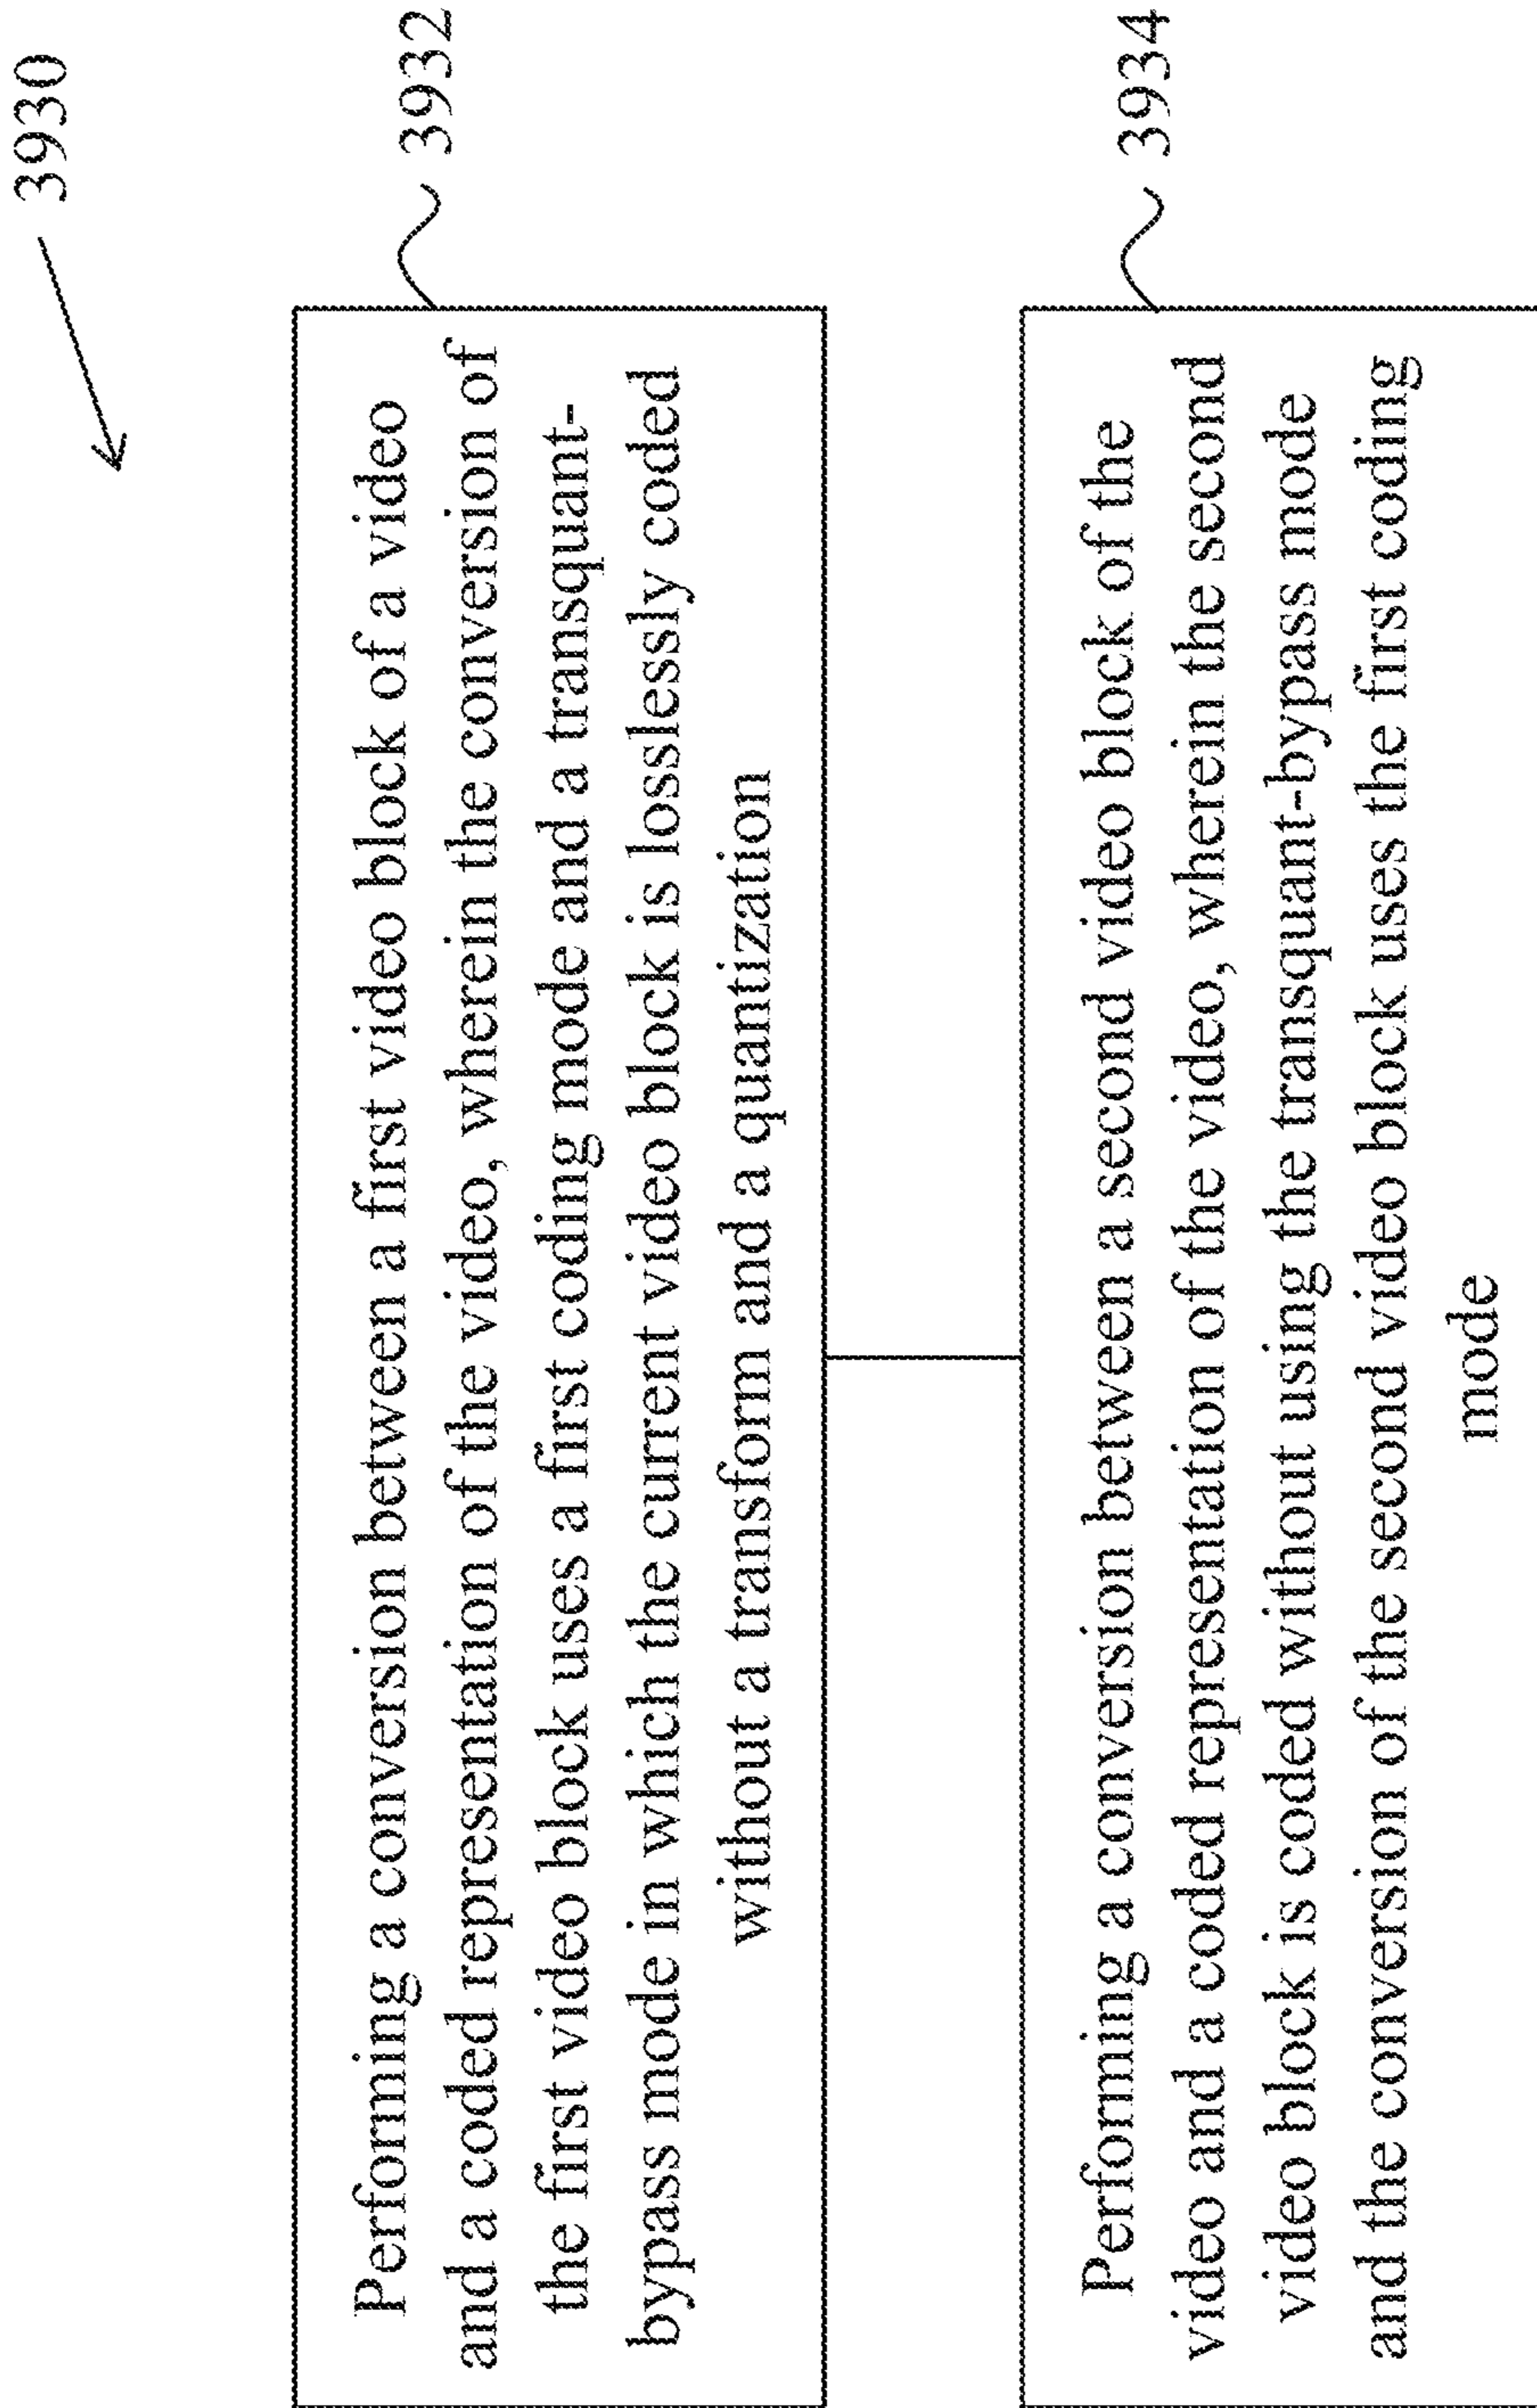 3930
Performing a conversion between a first video block of a video
and a coded representation of the video, wherein the conversion of
the first video block uses a first coding mode and a transquant-
bypass mode in which the current video block is losslessly coded
without a transform and a quantization
3932
Performing a conversion between a second video block of the
video and a coded representation of the video, wherein the second
video block is coded without using the transquant-bypass mode
and the conversion of the second video block uses the first coding
mode
3934